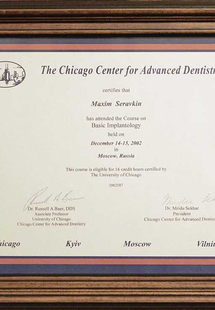 The Chicago Center for Advanced Dentistr
certifies that
Maxim Seravkin
has attended the Course on
Basic Implantology
held on
December 14-15, 2002
in
Moscow, Russia
This course is eligible for 16 credit hours certified by
The University of Chicago
Dr. Russell A. Baer, DDS
Associate Professor
University of Chicago
Chicago Center for Advanced Dentistry
President
Chicago Center for Advanced Dentistry
hicago Kyiv Moscow Vilni